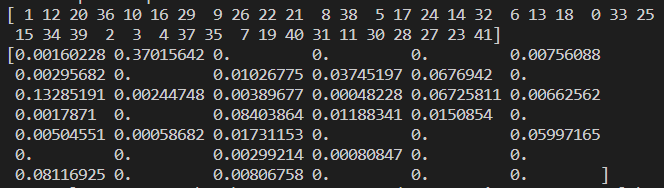 [ 1 12 20 36 10 16 29  9 26 22 21  8 38  5 17 24 14 32  6 13 18  0 33 25
 15 34 39  2  3  4 37 35  7 19 40 31 11 30 28 27 23 41]
[0.00160228 0.37015642 0.         0.         0.         0.00756088
 0.00295682 0.         0.01026775 0.03745197 0.0676942  0.
 0.13285191 0.00244748 0.00389677 0.00048228 0.06725811 0.00662562
 0.0017871  0.         0.08403864 0.01188341 0.0150854  0.
 0.00504551 0.00058682 0.01731153 0.         0.         0.05997165
 0.         0.         0.00299214 0.00080847 0.         0.
 0.08116925 0.         0.00806758 0.         0.         0.        ]